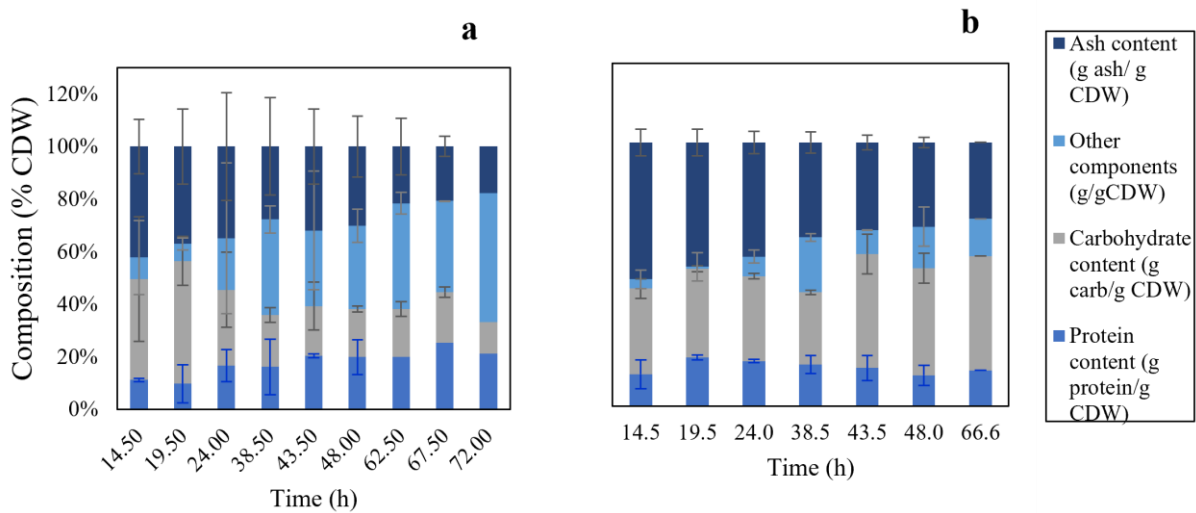 a
b
Composition (% CDW)
120%
100%
80%
60%
40%
20%
0%
14.50
19.50
24.00
38.50
43.50
48.00
62.50
67.50
72.00
Time (h)
14.5
19.5
24.0
38.5
43.5
48.0
66.6
Time (h)
Ash content
(g ash/ g
CDW)
Other
components
(g/gCDW)
Carbohydrate
content (g
carb/g CDW)
Protein
content (g
protein/g
CDW)